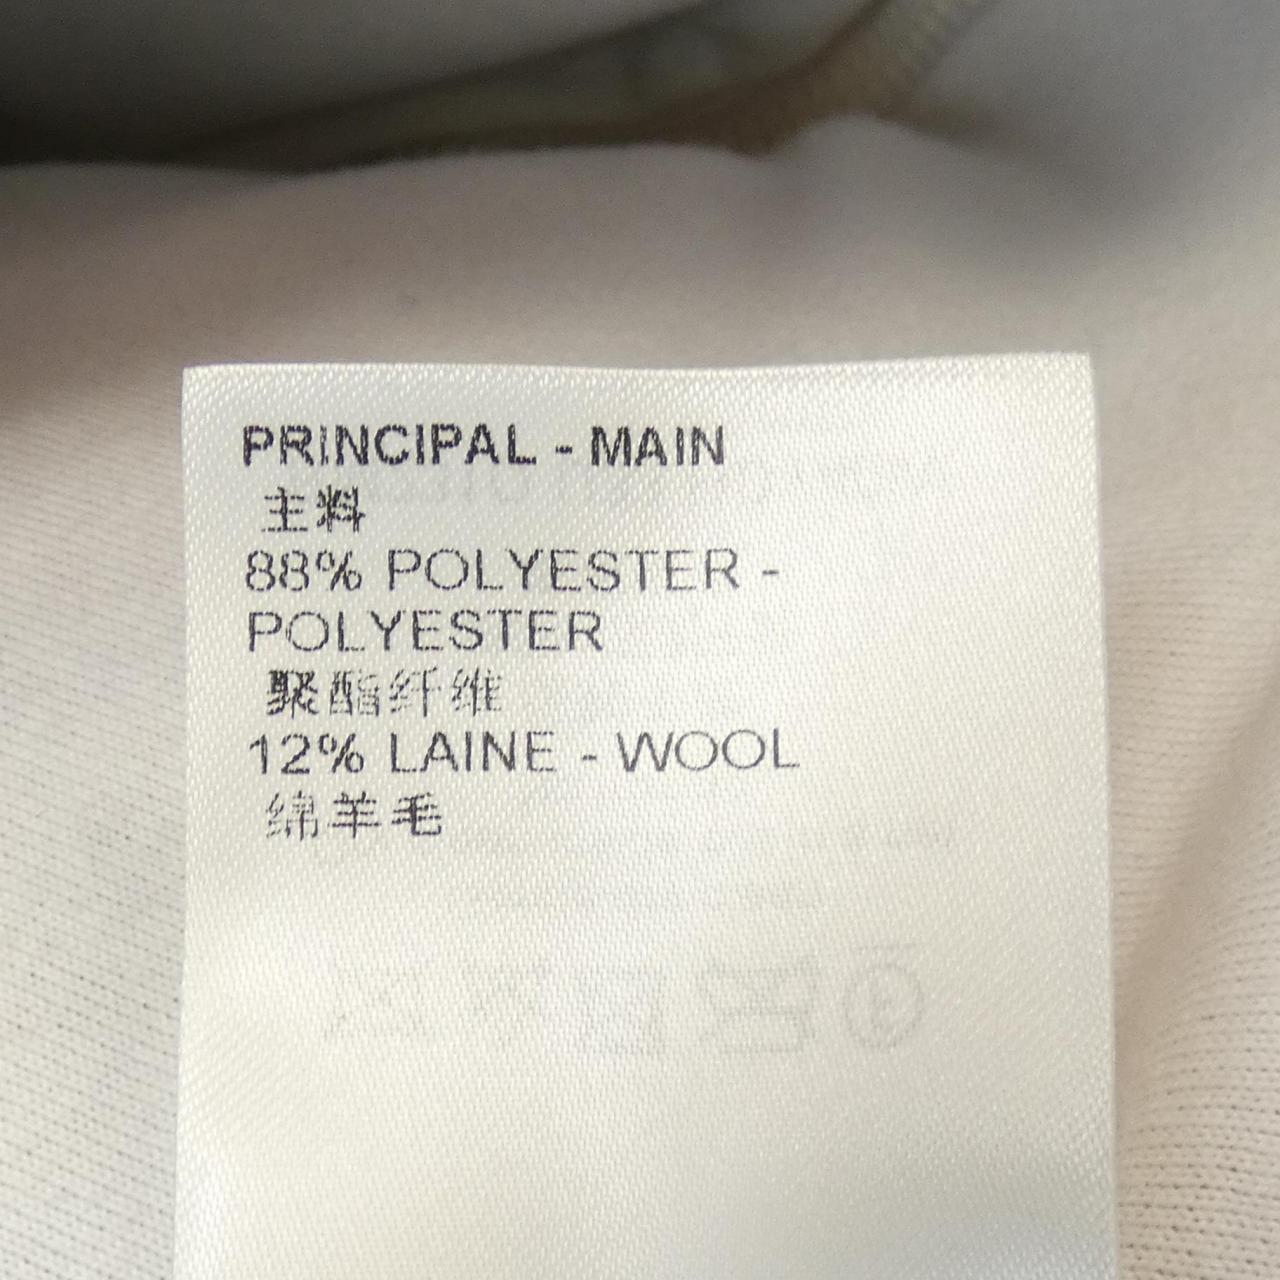 PRINCIPAL - MAIN
主料
88% POLYESTER -
POLYESTER
聚酯纤维
12% LAINE - WOOL
绵羊毛